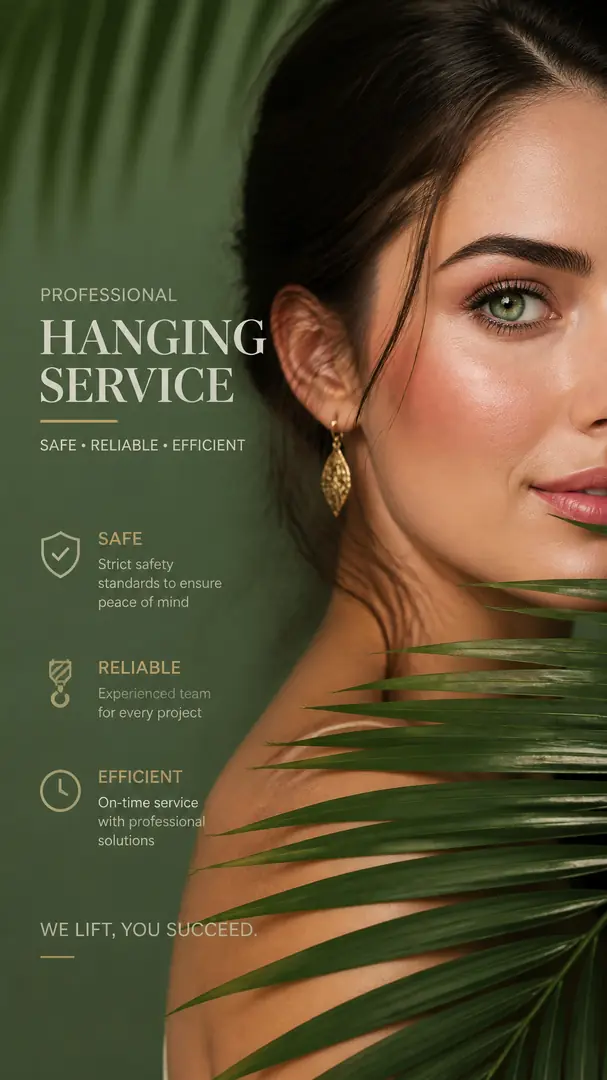 PROFESSIONAL
HANGING
SERVICE
SAFE • RELIABLE • EFFICIENT
SAFE
Strict safety
standards to ensure
peace of mind
RELIABLE
Experienced team
for every project
EFFICIENT
On-time service
with professional
solutions
WE LIFT, YOU SUCCEED.